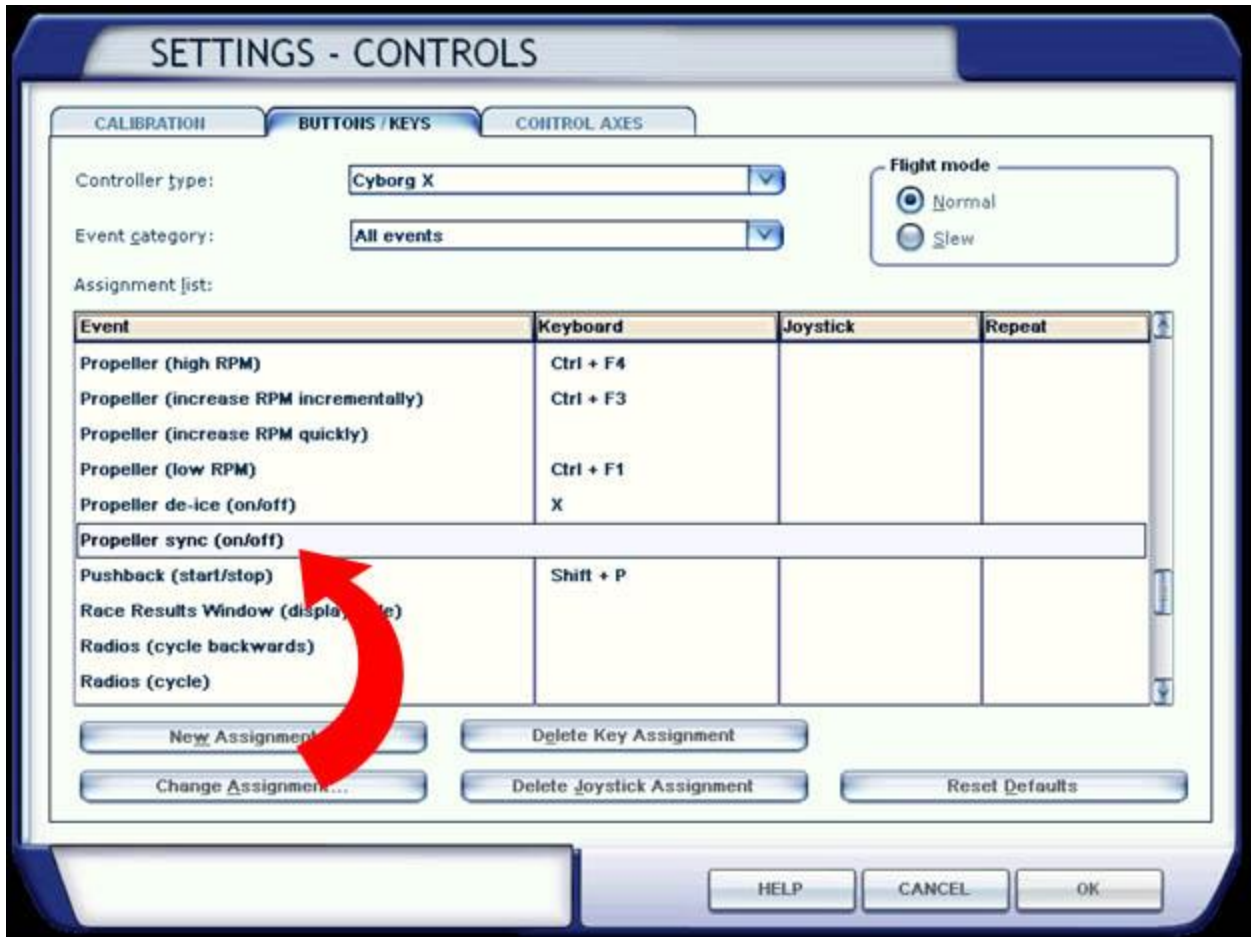 SETTINGS - CONTROLS
CALIBRATION BUTTONS / KEYS CONTROL AXES
Controller type: Cyborg X
Flight mode
Normal
Event category: All events
Slew
Assignment list:
Event Keyboard Joystick Repeat
Propeller (high RPM) Ctrl + F4
Propeller (increase RPM incrementally) Ctrl + F3
Propeller (increase RPM quickly)
Propeller (low RPM) Ctrl + F1
Propeller de-ice (on/off) X
Propeller sync (on/off)
Pushback (start/stop) Shift + P
Race Results Window
Radios (cycle backwards)
Radios (cycle)
New Assignment Delete Key Assignment
Change Assignment... Delete Joystick Assignment Reset Defaults
HELP CANCEL OK